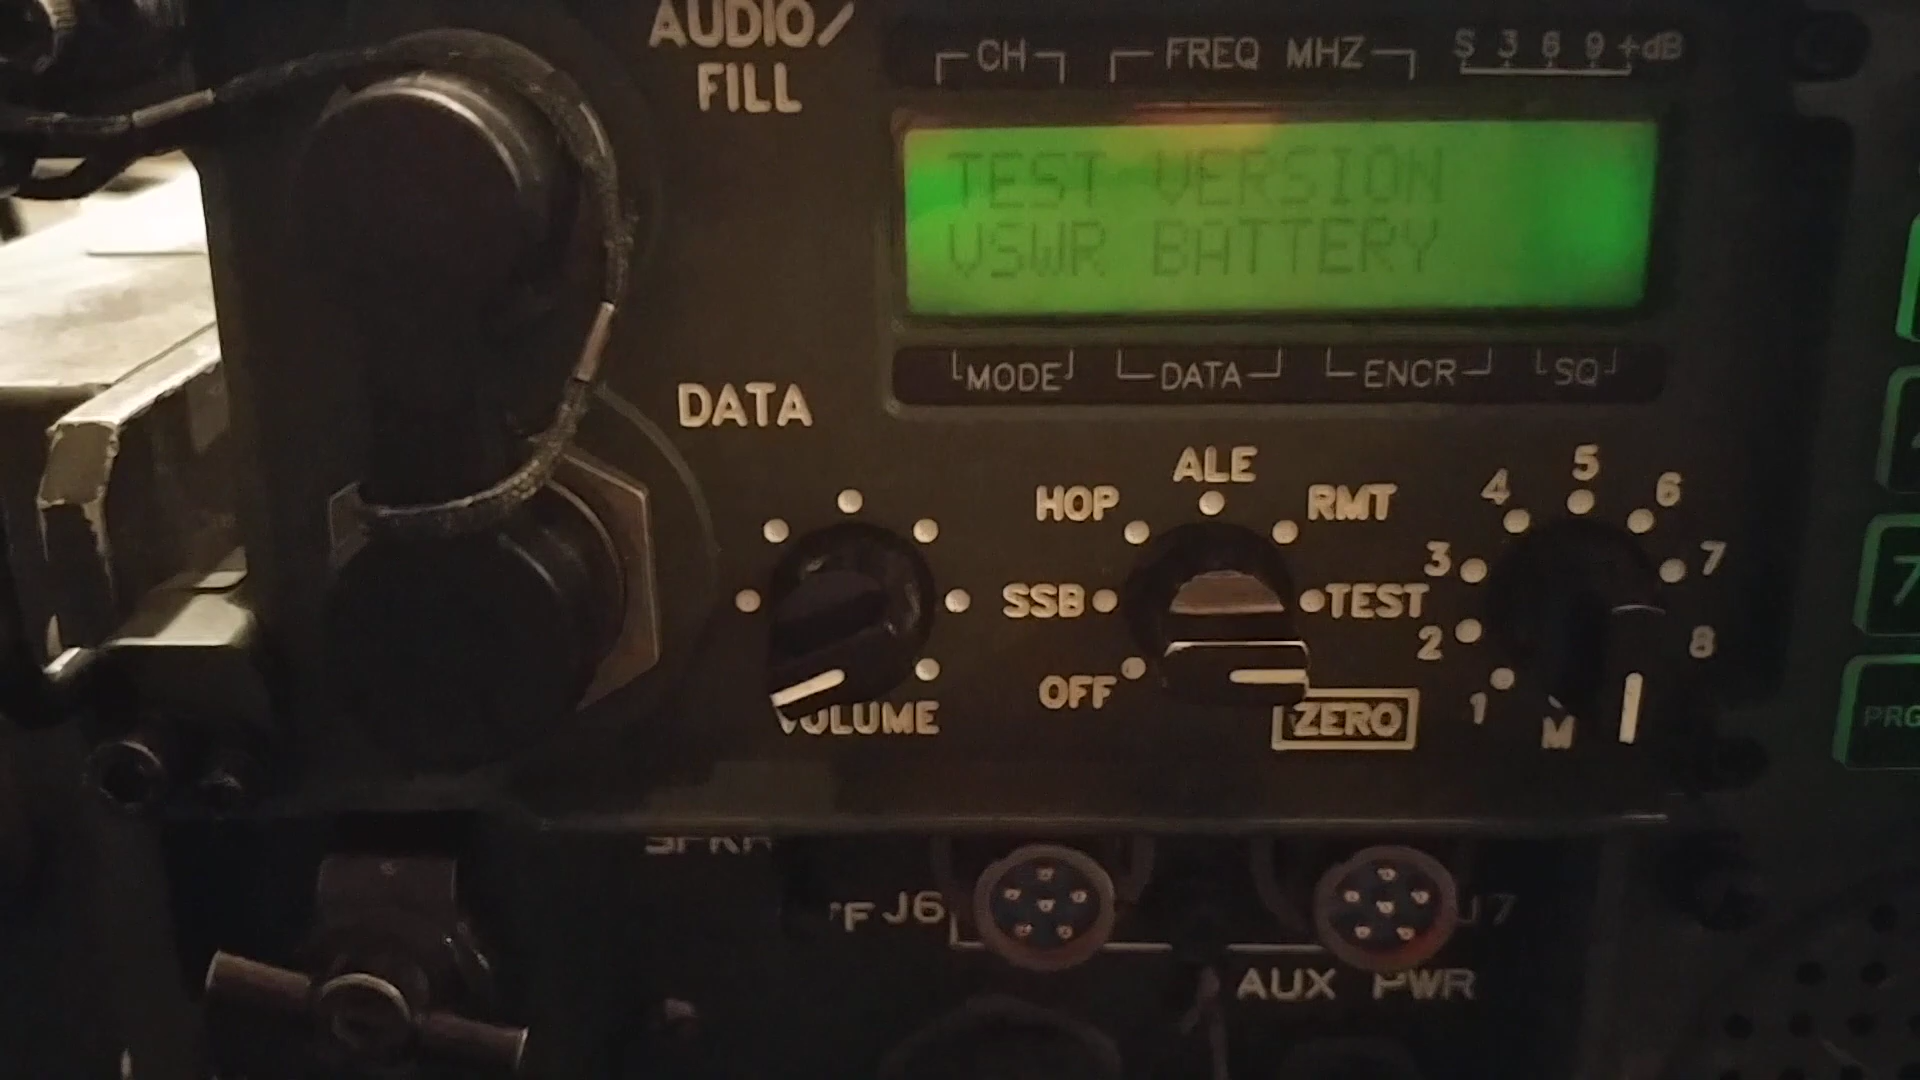 AUDIO/
FILL
CH
FREQ MHZ
S 3 6 9 +dB
TEST VERSION
VSWR BATTERY
MODE
DATA
ENCR
SQ
DATA
VOLUME
OFF
SSB
HOP
ALE
RMT
TEST
ZERO
M
1
2
3
4
5
6
7
8
7
PRG
SPKR
J6
J7
AUX PWR